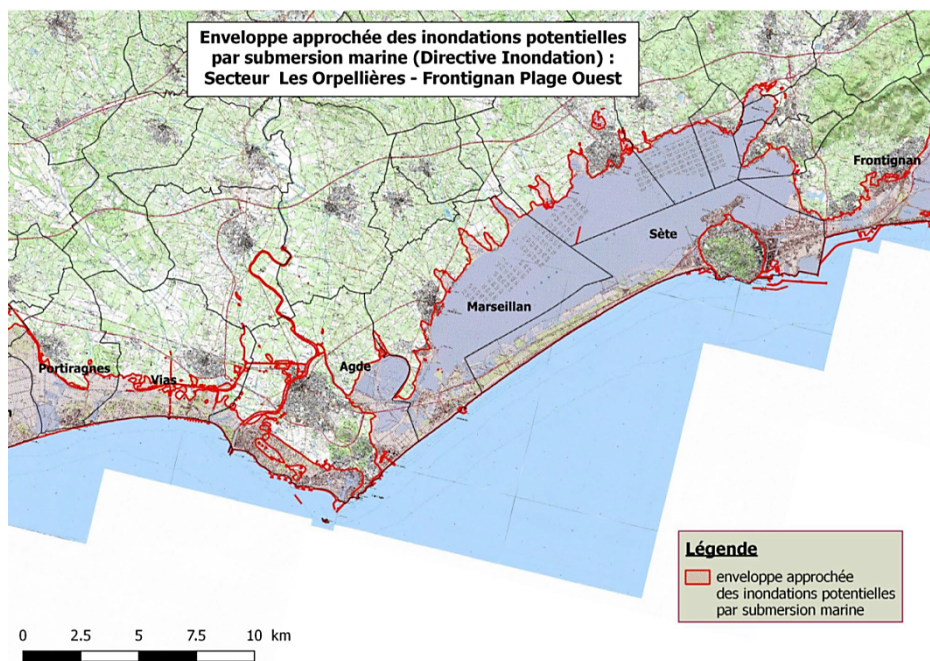 Enveloppe approchée des inondations potentielles
par submersion marine (Directive Inondation) :
Secteur Les Orpellières - Frontignan Plage Ouest
Frontignan
Sète
Marseillan
Agde
Portiragnes
Vias
Légende
enveloppe approchée
des inondations potentielles
par submersion marine
0 2.5 5 7.5 10 km